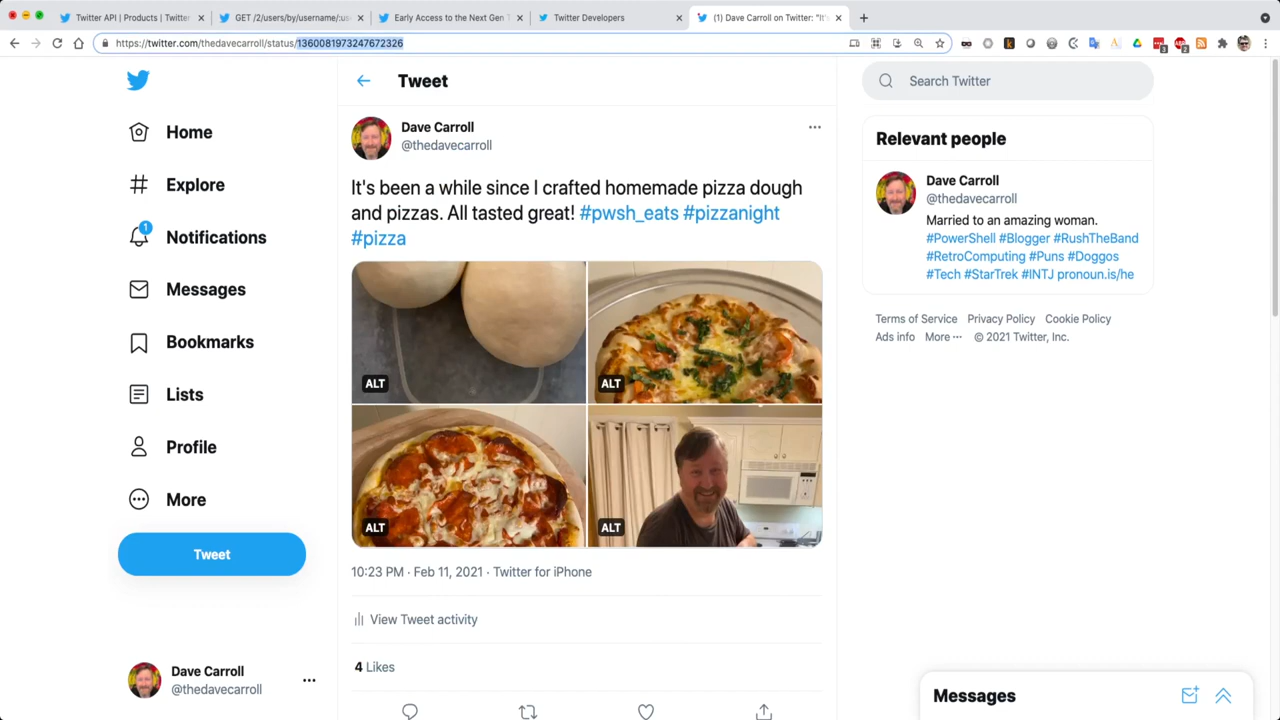 Twitter API | Products | Twitter
GET /2/users/by/username/:us
Early Access to the Next Gen T
Twitter Developers
(1) Dave Carroll on Twitter: "It's
https://twitter.com/thedavecarroll/status/1360081973247672326
Home
Explore
1
Notifications
Messages
Bookmarks
Lists
Profile
More
Tweet
Dave Carroll
@thedavecarroll
Tweet
Dave Carroll
@thedavecarroll
It's been a while since I crafted homemade pizza dough
and pizzas. All tasted great! #pwsh_eats #pizzanight
#pizza
ALT
ALT
ALT
ALT
10:23 PM · Feb 11, 2021 · Twitter for iPhone
View Tweet activity
4 Likes
Search Twitter
Relevant people
Dave Carroll
@thedavecarroll
Married to an amazing woman.
#PowerShell #Blogger #RushTheBand
#RetroComputing #Puns #Doggos
#Tech #StarTrek #INTJ pronoun.is/he
Terms of Service Privacy Policy Cookie Policy
Ads info More ··· © 2021 Twitter, Inc.
Messages